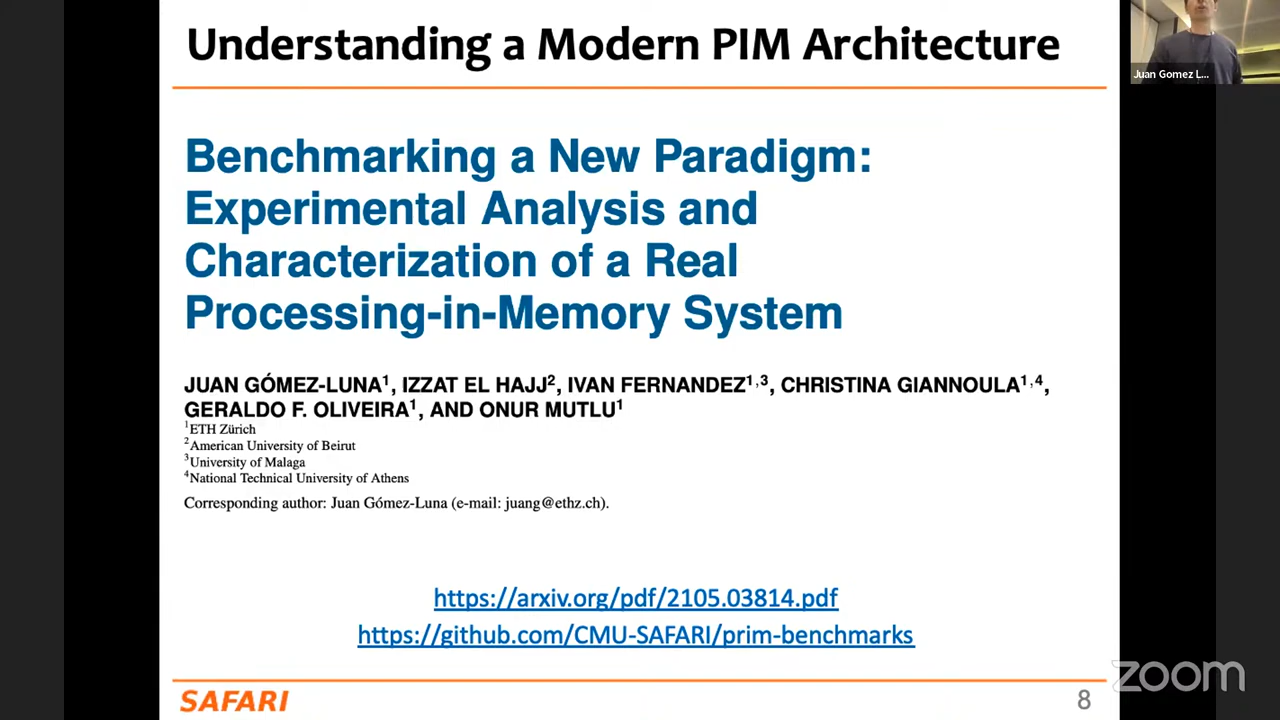 Understanding a Modern PIM Architecture
Juan Gomez L...
Benchmarking a New Paradigm:
Experimental Analysis and
Characterization of a Real
Processing-in-Memory System
JUAN GÓMEZ-LUNA¹, IZZAT EL HAJJ², IVAN FERNANDEZ¹,³, CHRISTINA GIANNOULA¹,⁴,
GERALDO F. OLIVEIRA¹, AND ONUR MUTLU¹
¹ETH Zürich
²American University of Beirut
³University of Malaga
⁴National Technical University of Athens
Corresponding author: Juan Gómez-Luna (e-mail: juang@ethz.ch).
https://arxiv.org/pdf/2105.03814.pdf
https://github.com/CMU-SAFARI/prim-benchmarks
SAFARI
8
zoom